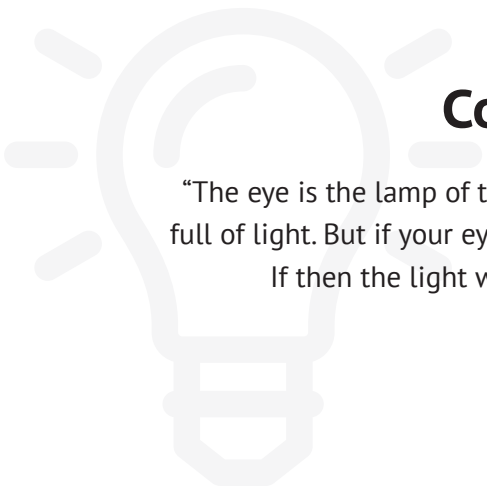 Co
“The eye is the lamp of t
full of light. But if your ey
If then the light w